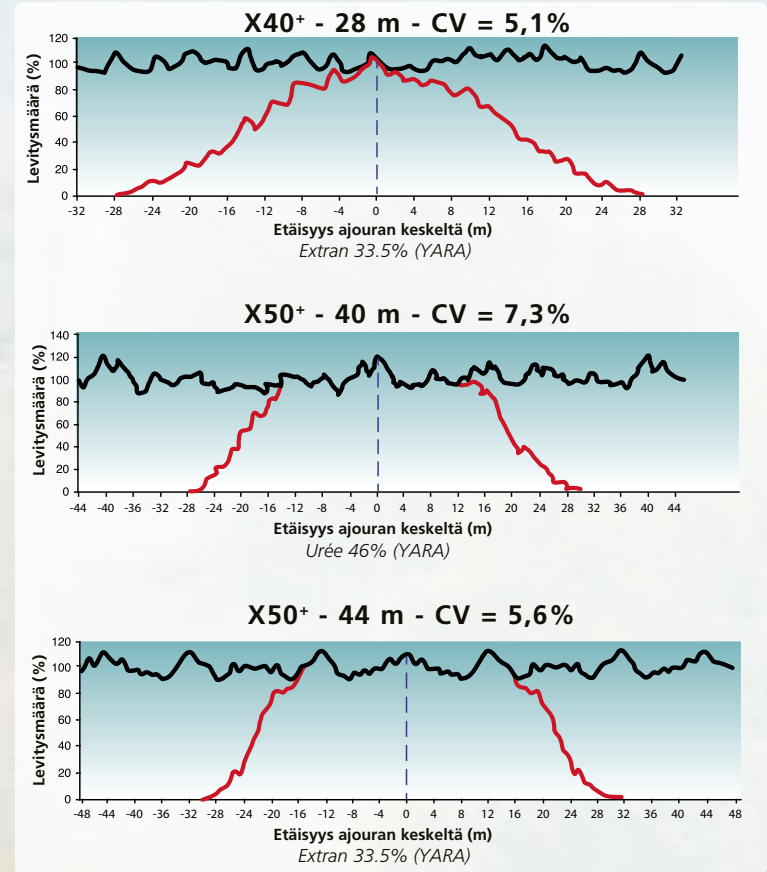 X40⁺ - 28 m - CV = 5,1%
Levitysmäärä (%)
120
100
80
60
40
20
0
-32 -28 -24 -20 -16 -12 -8 -4 0 4 8 12 16 20 24 28 32
Etäisyys ajouran keskeltä (m)
Extran 33.5% (YARA)
X50⁺ - 40 m - CV = 7,3%
Levitysmäärä (%)
140
120
100
80
60
40
20
0
-44 -40 -36 -32 -28 -24 -20 -16 -12 -8 -4 0 4 8 12 16 20 24 28 32 36 40 44
Etäisyys ajouran keskeltä (m)
Urée 46% (YARA)
X50⁺ - 44 m - CV = 5,6%
Levitysmäärä (%)
120
100
80
60
40
20
0
-48 -44 -40 -36 -32 -28 -24 -20 -16 -12 -8 -4 0 4 8 12 16 20 24 28 32 36 40 44 48
Etäisyys ajouran keskeltä (m)
Extran 33.5% (YARA)